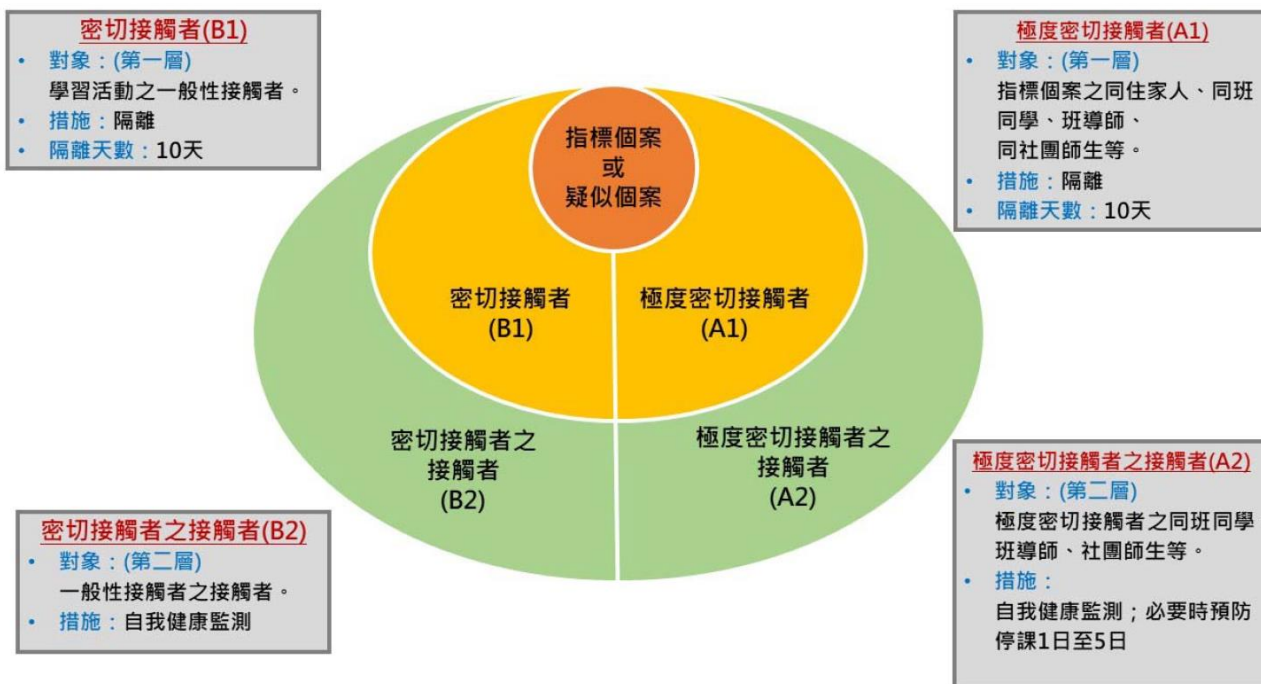 密切接觸者(B1)
• 對象：(第一層)
學習活動之一般性接觸者。
• 措施：隔離
• 隔離天數：10天
極度密切接觸者(A1)
• 對象：(第一層)
指標個案之同住家人、同班
同學、班導師、
同社團師生等。
• 措施：隔離
• 隔離天數：10天
指標個案
或
疑似個案
密切接觸者
(B1)
極度密切接觸者
(A1)
密切接觸者之
接觸者
(B2)
極度密切接觸者之
接觸者
(A2)
密切接觸者之接觸者(B2)
• 對象：(第二層)
一般性接觸者之接觸者。
• 措施：自我健康監測
極度密切接觸者之接觸者(A2)
• 對象：(第二層)
極度密切接觸者之同班同學
班導師、社團師生等。
• 措施：
自我健康監測；必要時預防
停課1日至5日